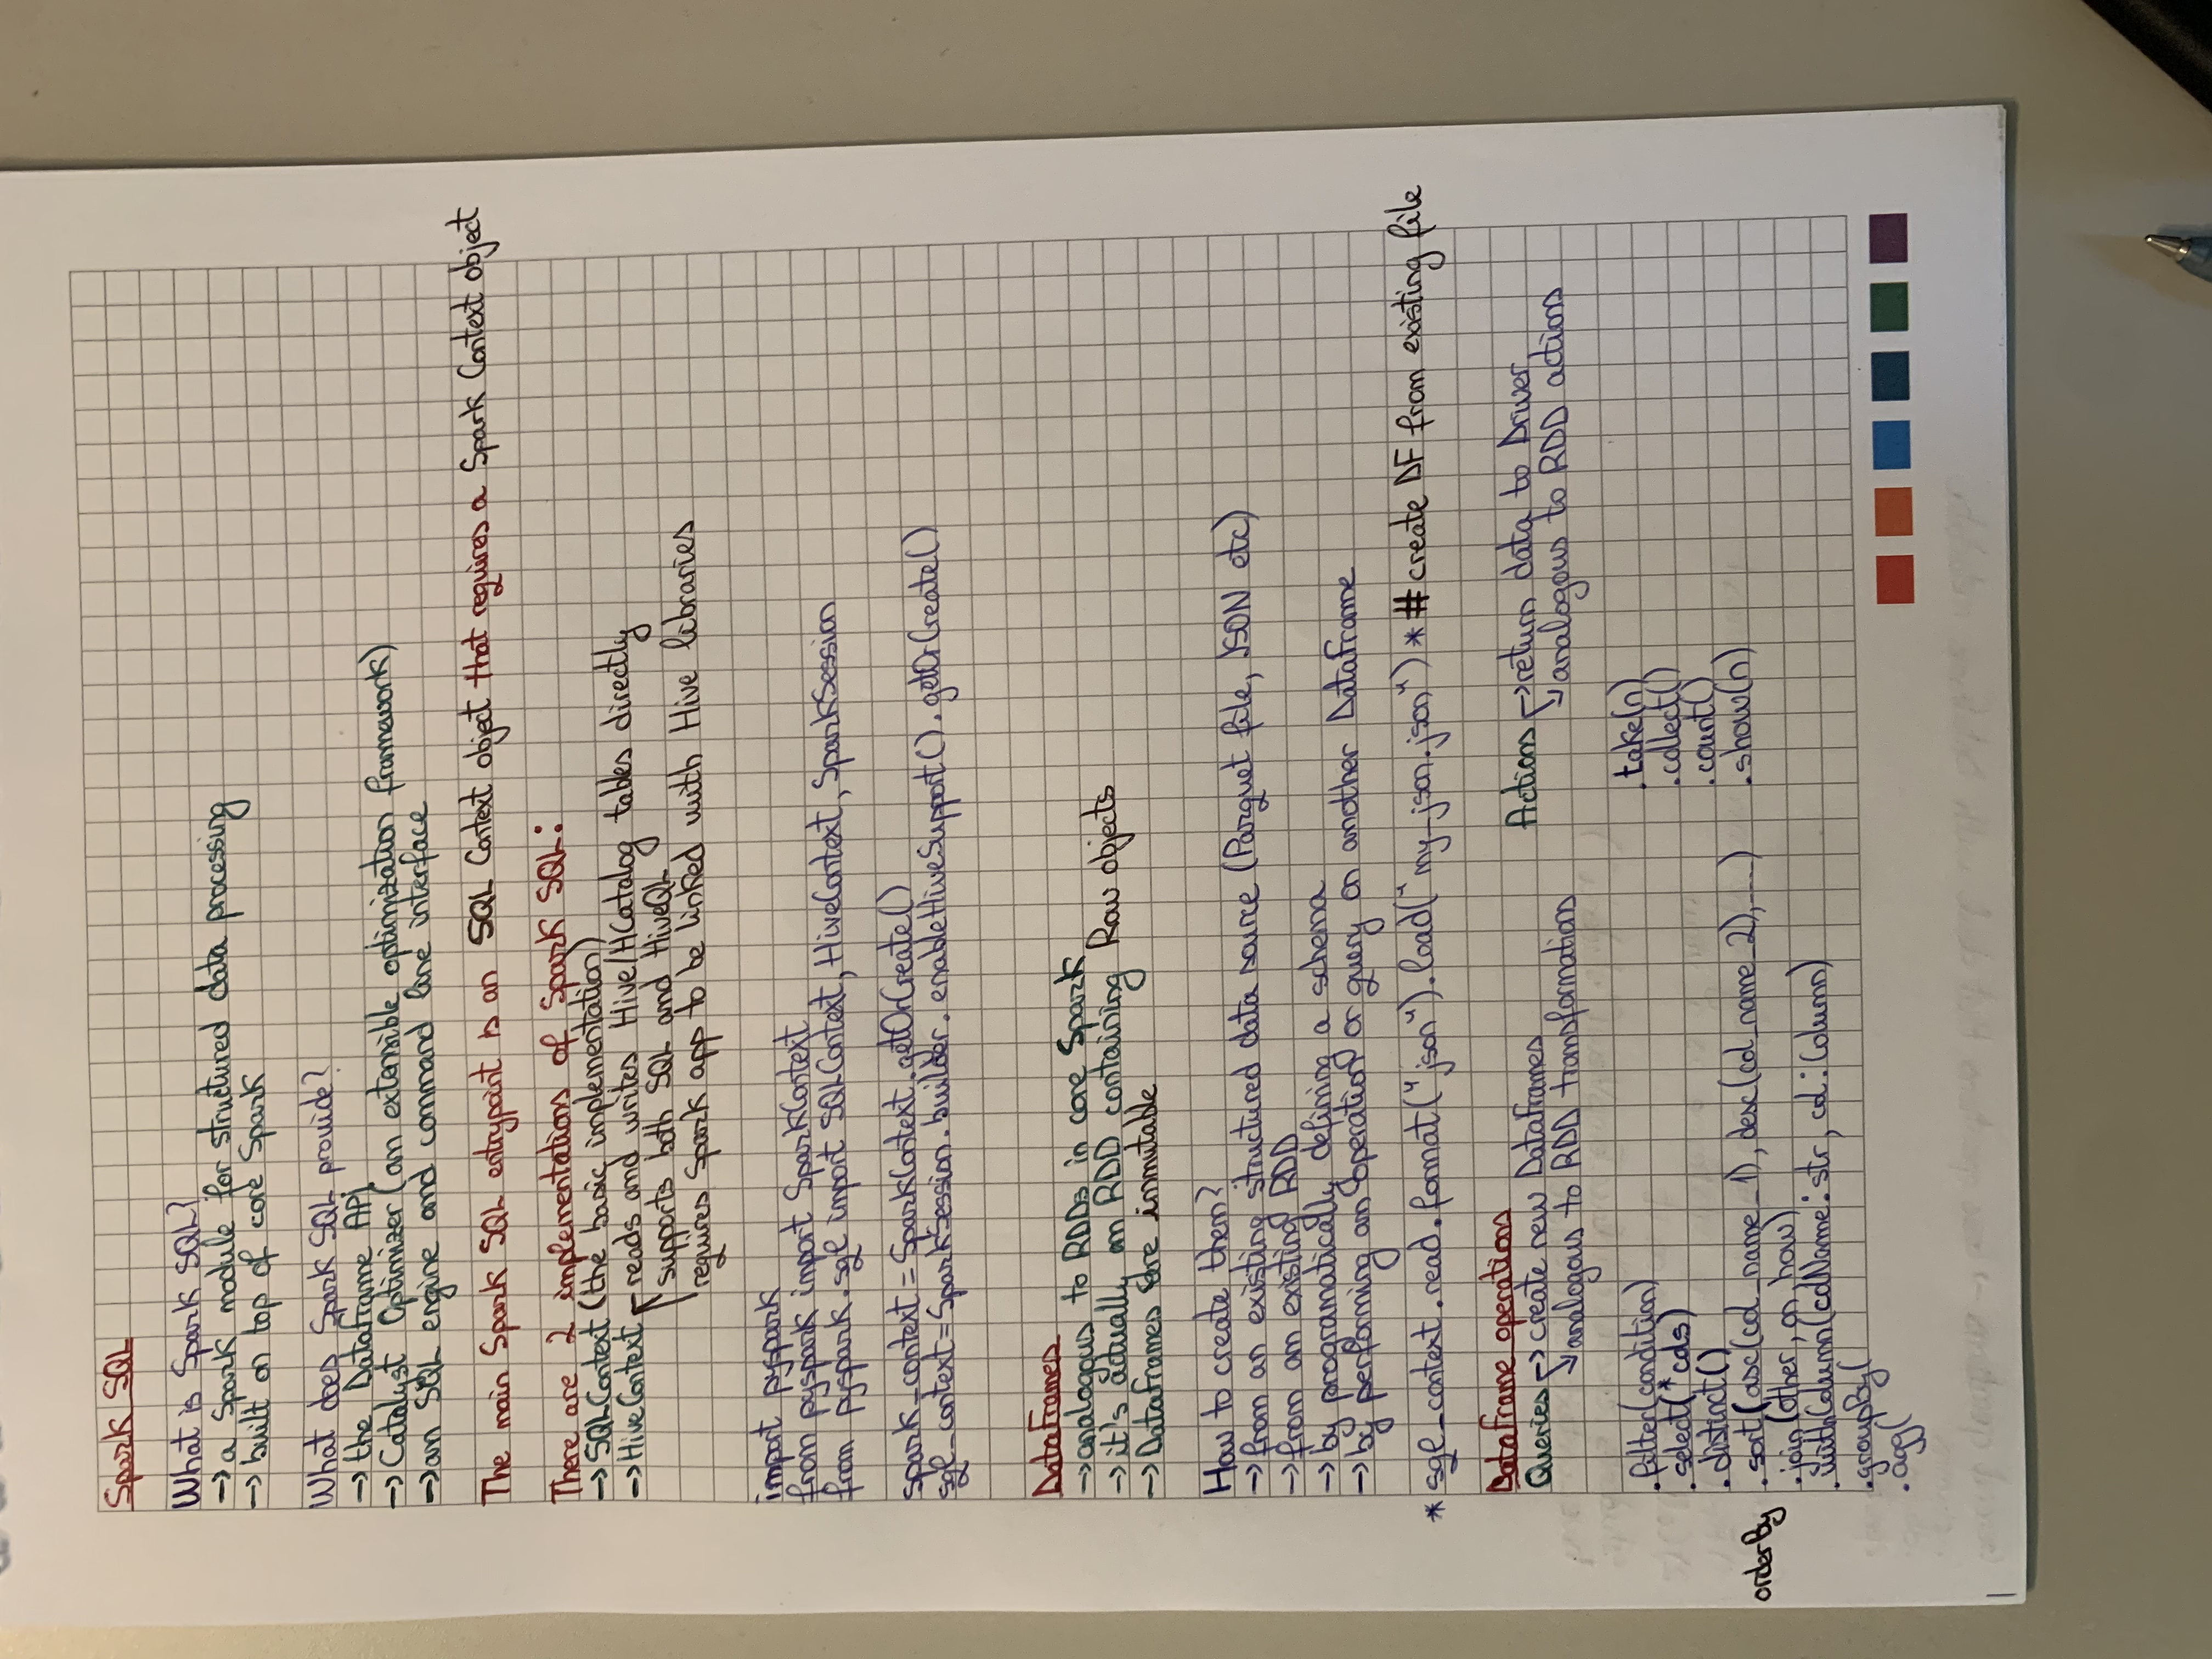 Spark SQL
What is Spark SQL?
→ a Spark module for structured data processing
→ built on top of core Spark
What does Spark SQL provide?
→ the DataFrame API
→ Catalyst Optimizer (an extensible optimization framework)
→ an SQL engine and command line interface
The main Spark SQL entrypoint is an SQL Context object that requires a Spark Context object
There are 2 implementations of Spark SQL:
→ SQLContext (the basic implementation)
→ HiveContext reads and writes Hive/HCatalog tables directly
supports both SQL and HiveQL
requires Spark app to be linked with Hive libraries
import pyspark
from pyspark import SparkContext
from pyspark.sql import SQLContext, HiveContext, SparkSession
spark_context = SparkContext.getOrCreate()
sql_context = SparkSession.builder.enableHiveSupport().getOrCreate()
DataFrames
→ analogous to RDDs in core Spark
→ it's actually an RDD containing Row objects
→ DataFrames are immutable
How to create them?
→ from an existing structured data source (Parquet file, JSON etc)
→ from an existing RDD
→ by programatically defining a schema
→ by performing an operation or query on another DataFrame
* sql_context.read.format("json").load("my_json.json") * # create DF from existing file
DataFrame operations
Queries → create new DataFrames
↘ analogous to RDD transformation
Actions → return data to Driver
↘ analogous to RDD actions
.filter(condition)
.select(*cols)
.distinct()
orderBy .sort(asc(col_name_1), desc(col_name_2), ...)
.join(other, on, how)
.withColumn(colName: str, col: Column)
.groupBy(
.agg(
.take(n)
.collect()
.count()
.show(n)